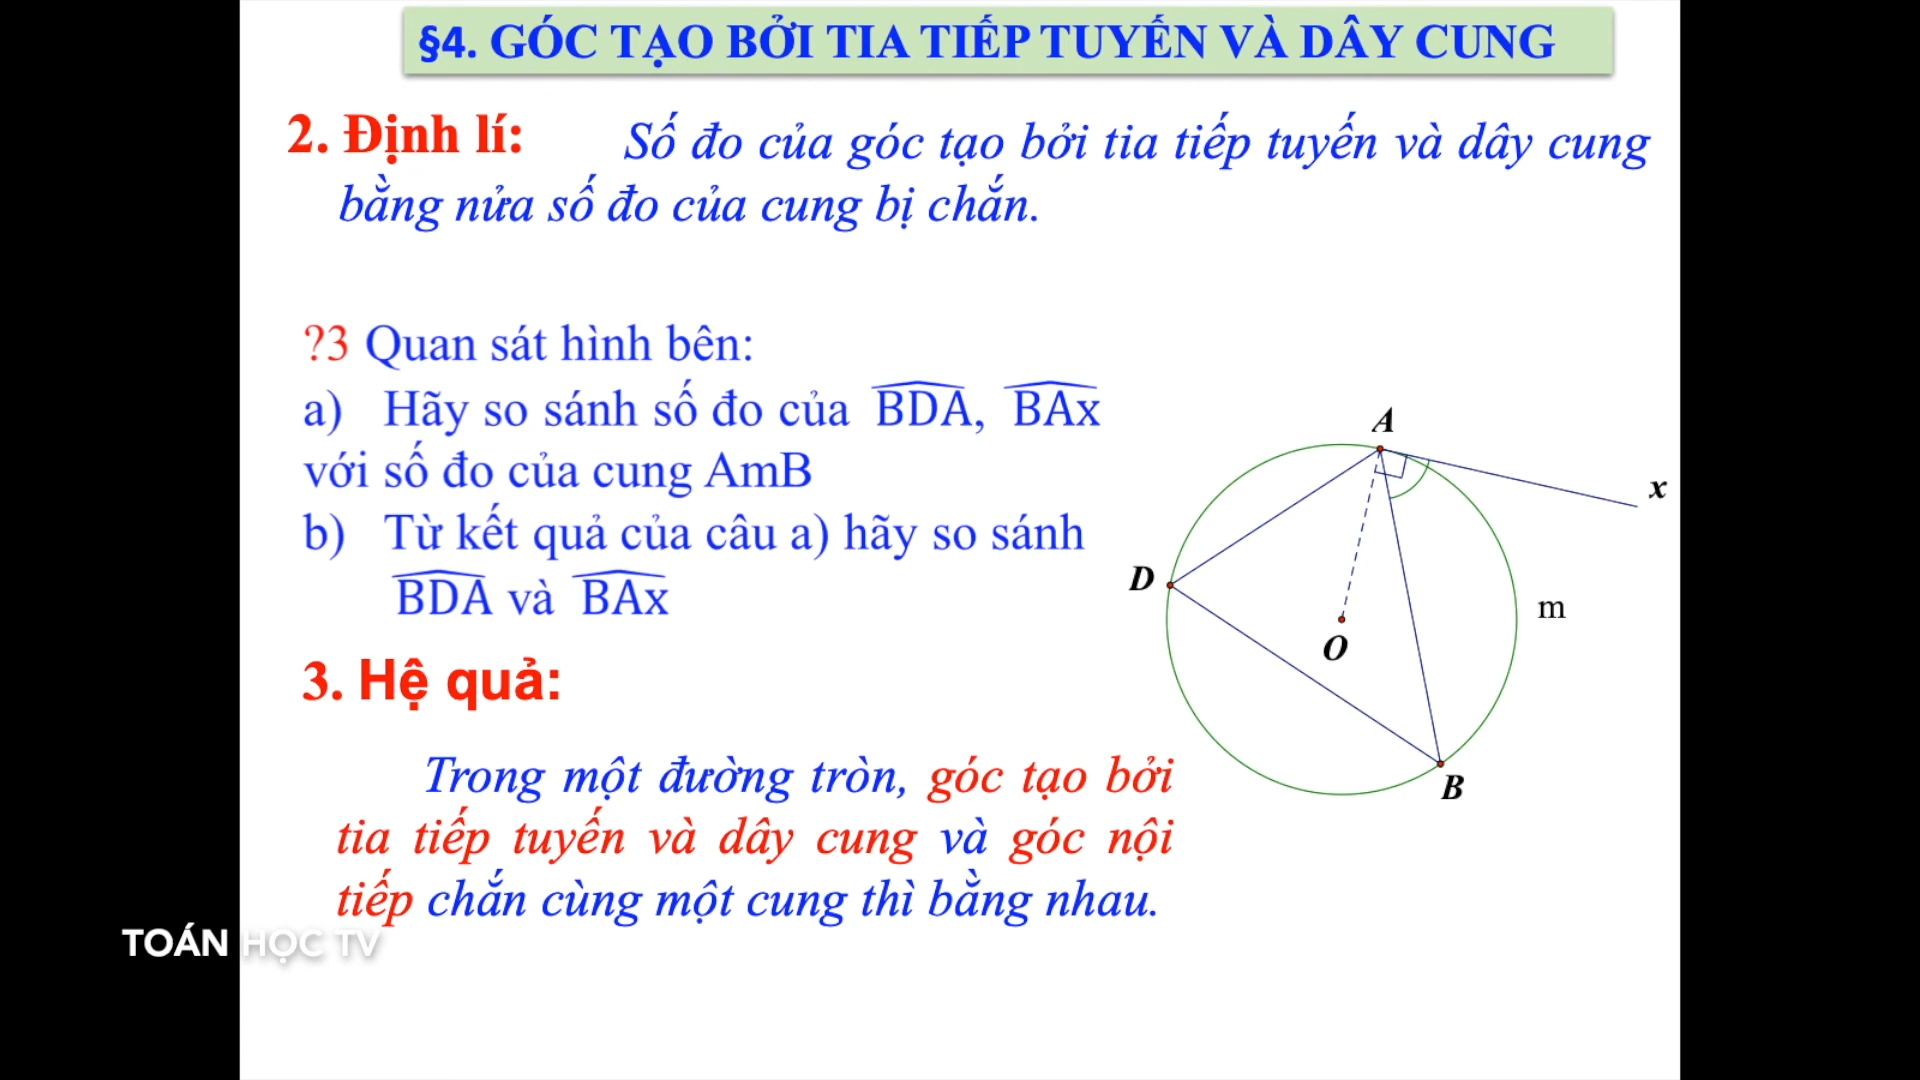 §4. GÓC TẠO BỞI TIA TIẾP TUYẾN VÀ DÂY CUNG
2. Định lí: Số đo của góc tạo bởi tia tiếp tuyến và dây cung
bằng nửa số đo của cung bị chắn.
?3 Quan sát hình bên:
a) Hãy so sánh số đo của BDA, BAx
với số đo của cung AmB
b) Từ kết quả của câu a) hãy so sánh
BDA và BAx
A
x
D
m
O
B
3. Hệ quả:
Trong một đường tròn, góc tạo bởi
tia tiếp tuyến và dây cung và góc nội
tiếp chắn cùng một cung thì bằng nhau.
TOÁN HỌC TV